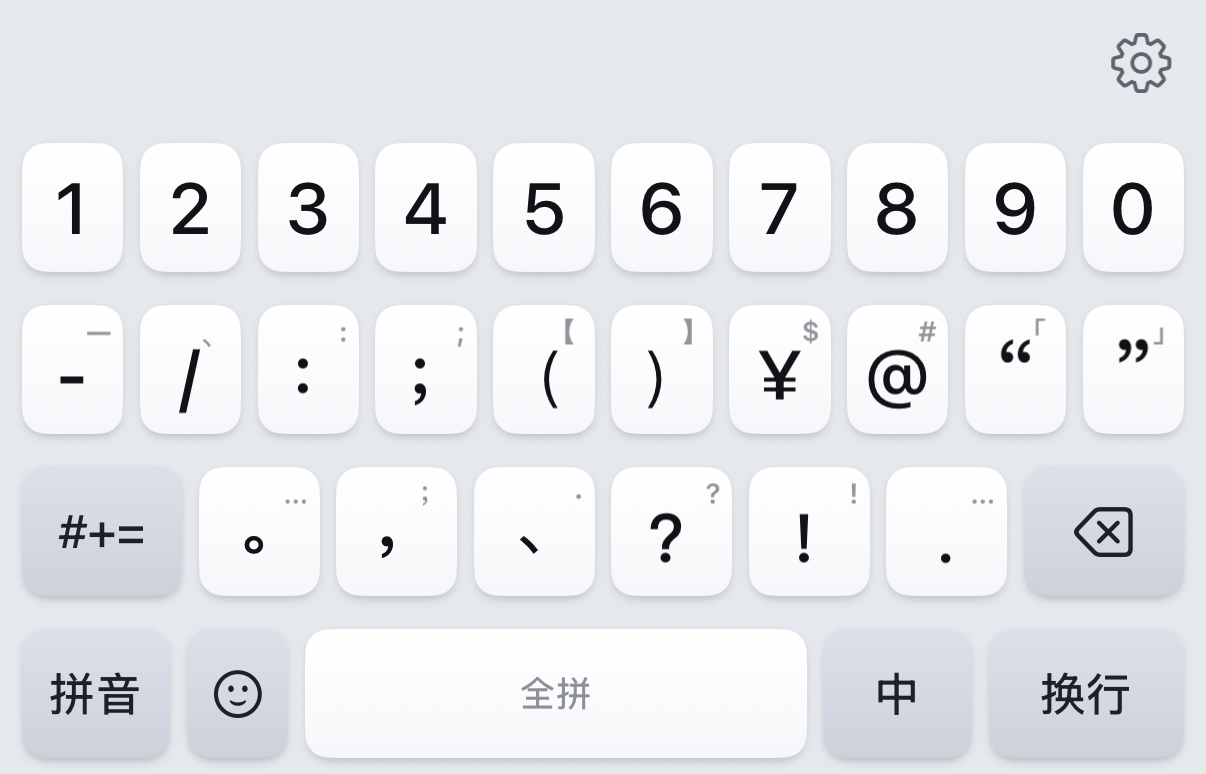 1 2 3 4 5 6 7 8 9 0
- — / 、 : : ; ; ( 【 ) 】 ¥ $ @ # “ 「 ” 」
#+= 。 … ， ； 、 · ? ? ! ! . …
拼音 全拼 中 换行